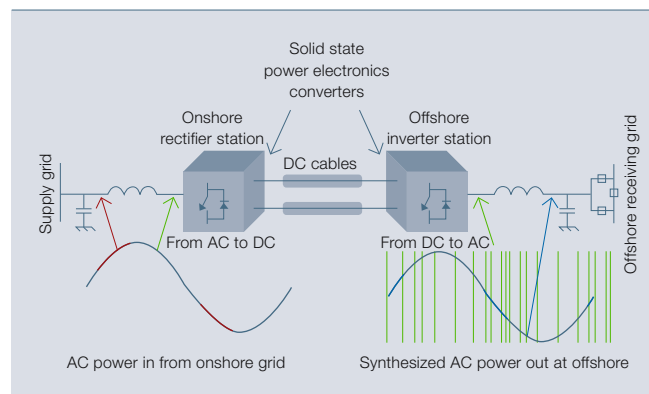 Solid state
power electronics
converters
Onshore
rectifier station
Offshore
inverter station
DC cables
Supply grid
Offshore receiving grid
From AC to DC
From DC to AC
AC power in from onshore grid
Synthesized AC power out at offshore